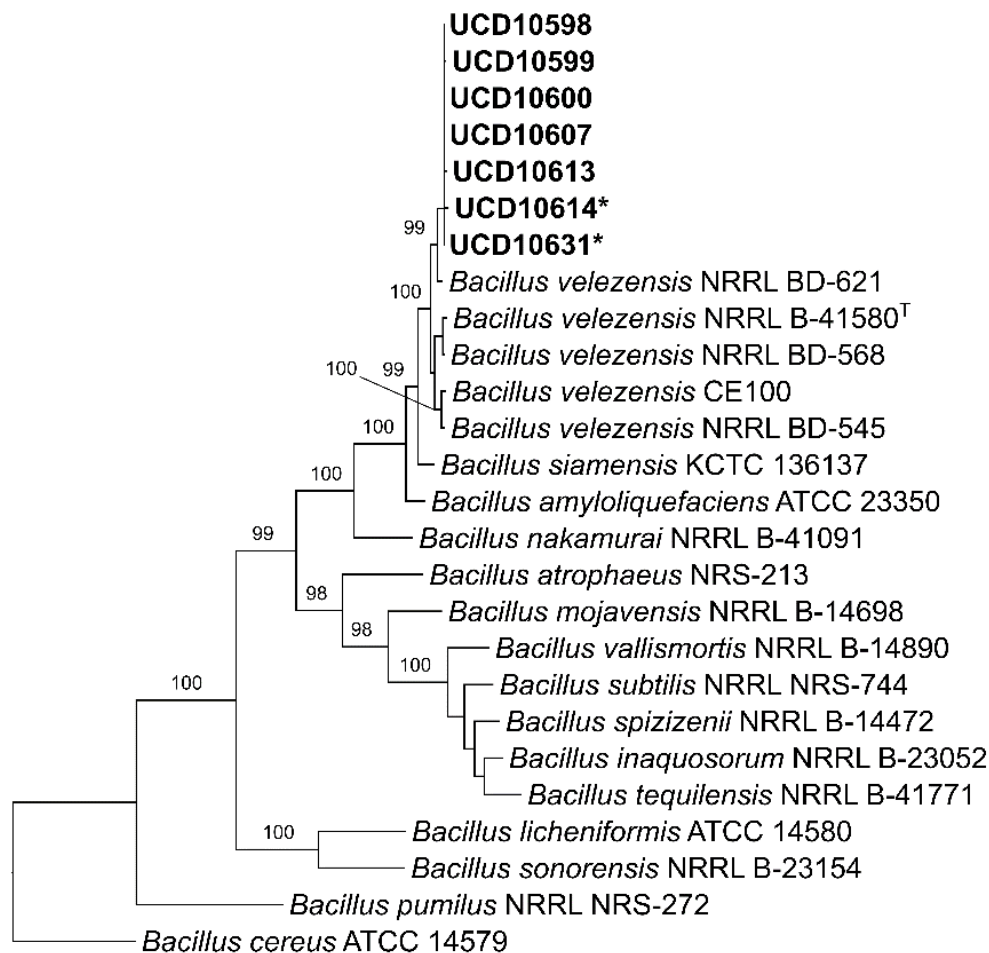 UCD10598
UCD10599
UCD10600
UCD10607
UCD10613
UCD10614*
99
UCD10631*
Bacillus velezensis NRRL BD-621
100
Bacillus velezensis NRRL B-41580ᵀ
Bacillus velezensis NRRL BD-568
100
99
Bacillus velezensis CE100
Bacillus velezensis NRRL BD-545
100
Bacillus siamensis KCTC 136137
100
Bacillus amyloliquefaciens ATCC 23350
99
Bacillus nakamurai NRRL B-41091
Bacillus atrophaeus NRS-213
98
Bacillus mojavensis NRRL B-14698
98
Bacillus vallismortis NRRL B-14890
100
Bacillus subtilis NRRL NRS-744
100
Bacillus spizizenii NRRL B-14472
Bacillus inaquosorum NRRL B-23052
Bacillus tequilensis NRRL B-41771
100
Bacillus licheniformis ATCC 14580
Bacillus sonorensis NRRL B-23154
Bacillus pumilus NRRL NRS-272
Bacillus cereus ATCC 14579